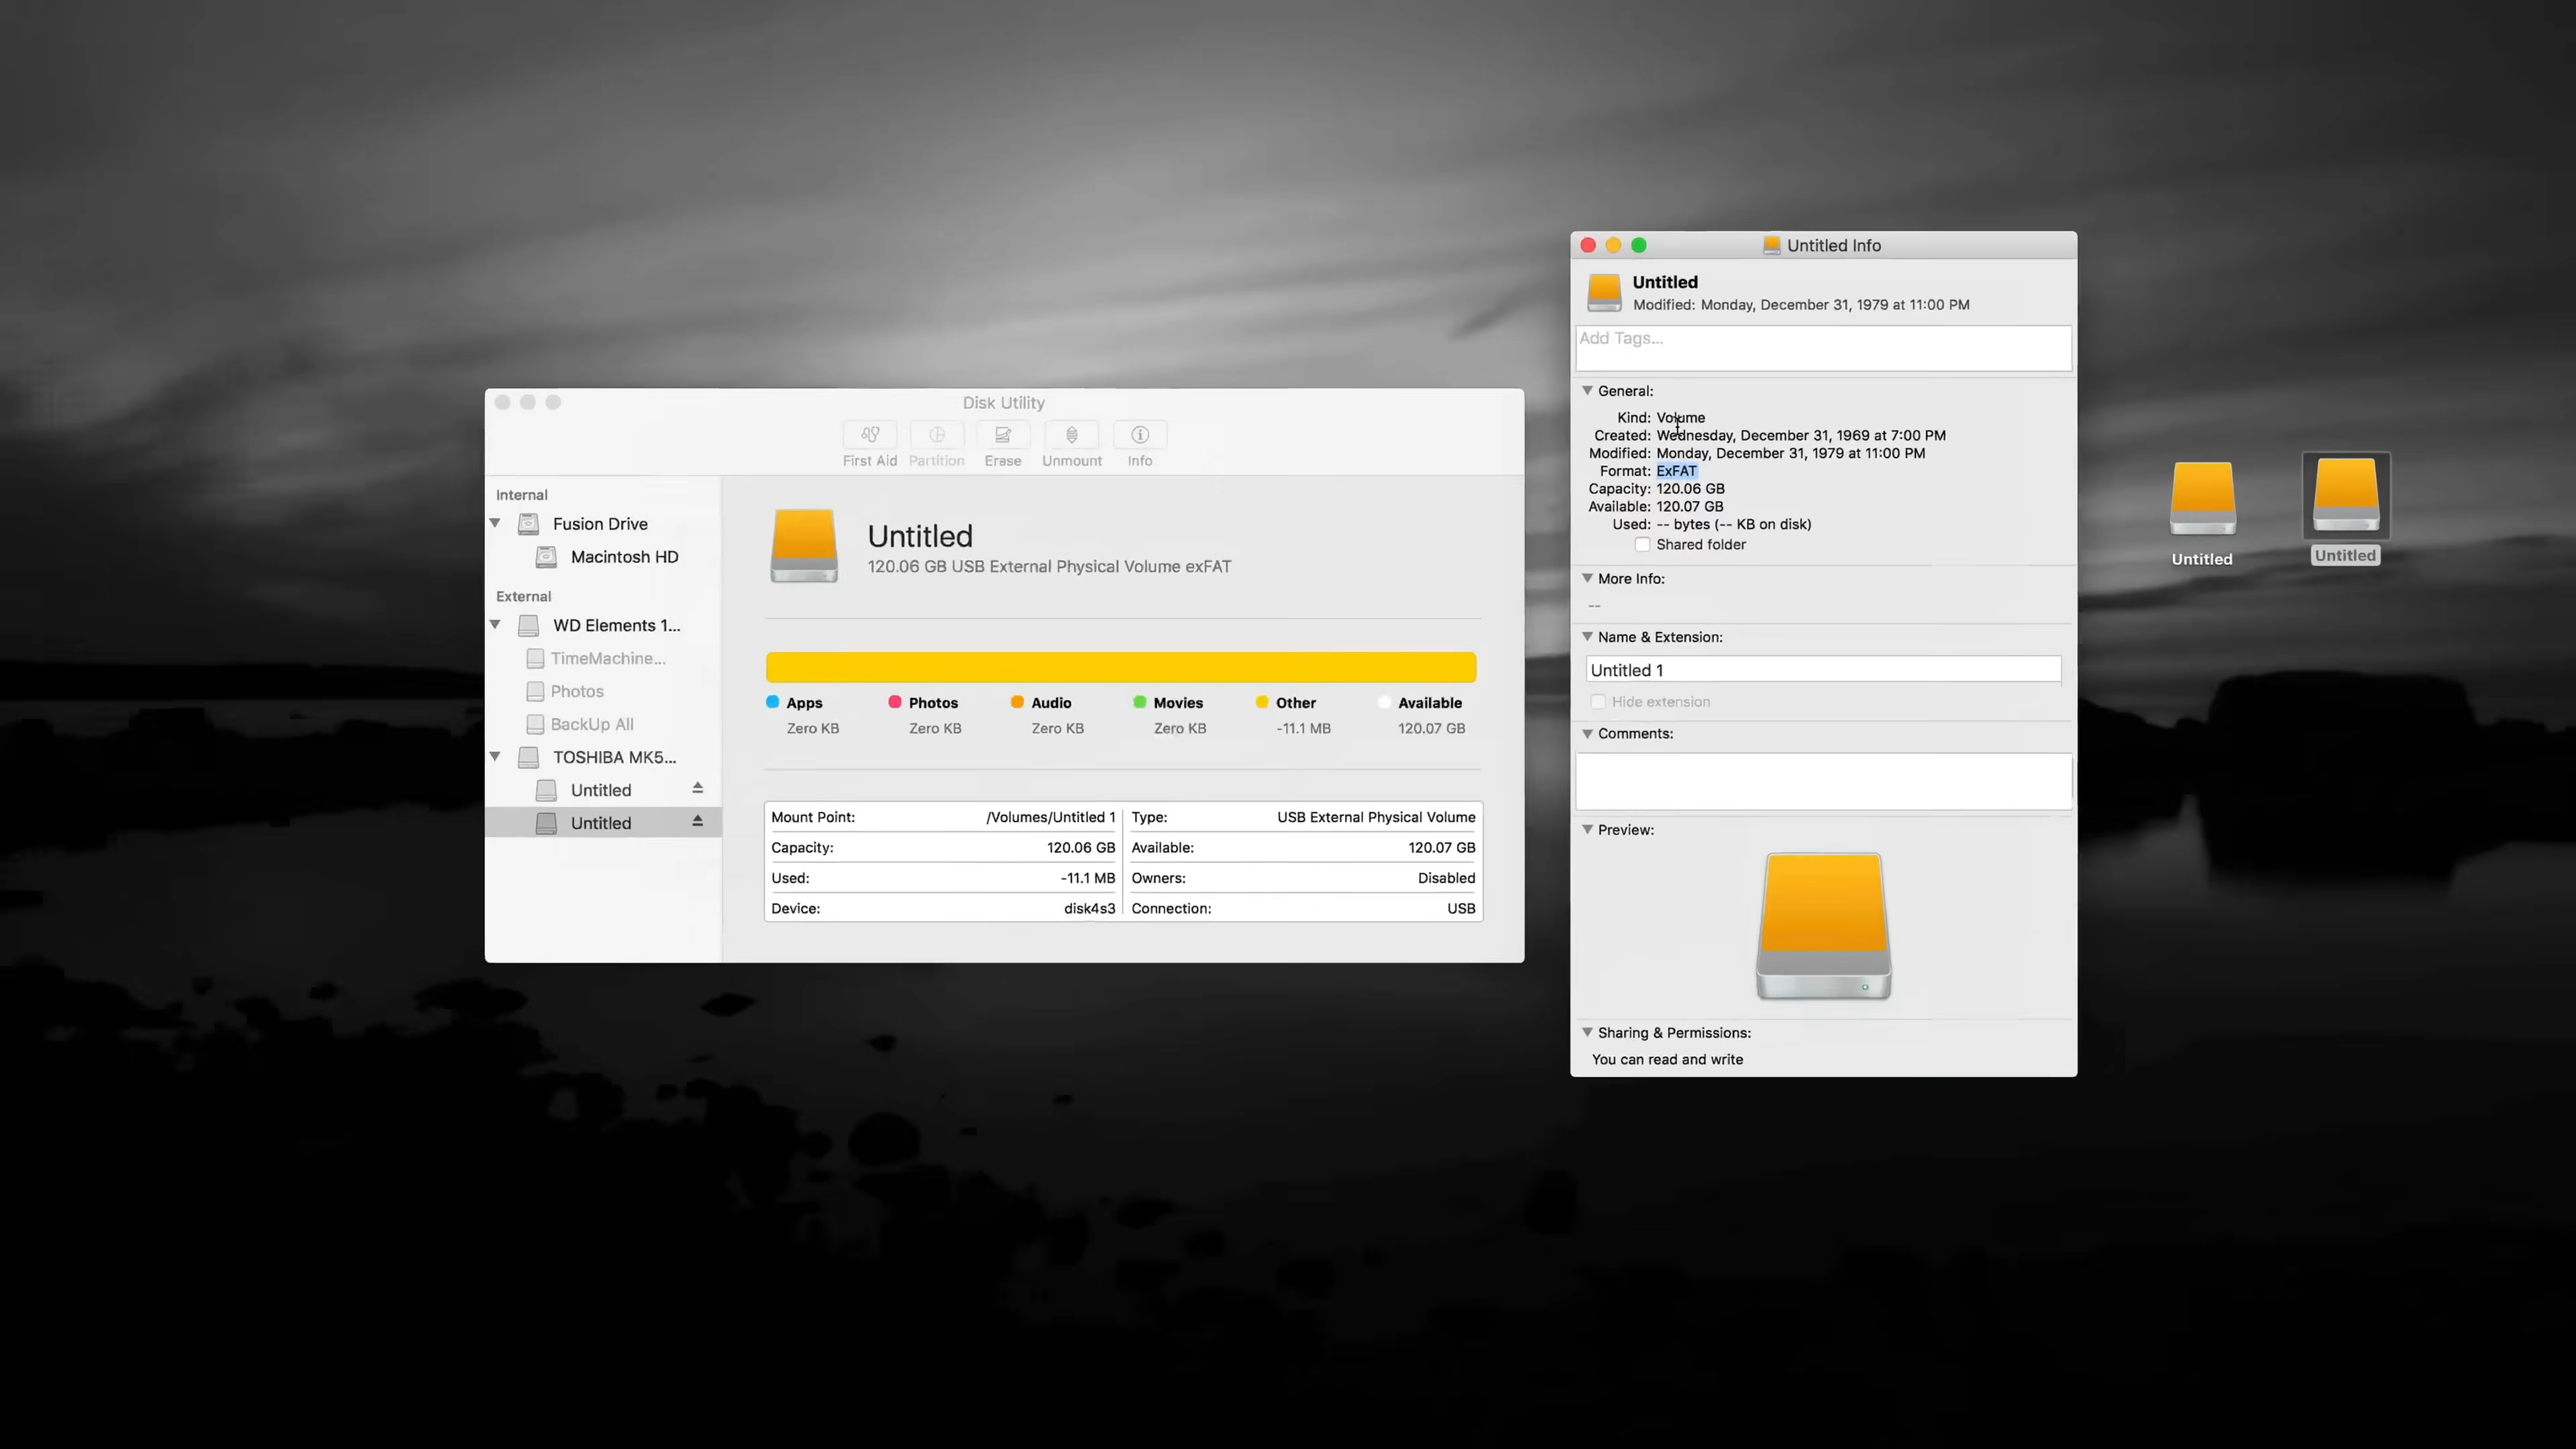 Disk Utility
First Aid
Partition
Erase
Unmount
Info
Internal
Fusion Drive
Macintosh HD
External
WD Elements 1...
TimeMachine...
Photos
BackUp All
TOSHIBA MK5...
Untitled
Untitled
Untitled
120.06 GB USB External Physical Volume exFAT
Apps
Zero KB
Photos
Zero KB
Audio
Zero KB
Movies
Zero KB
Other
-11.1 MB
Available
120.07 GB
Mount Point: /Volumes/Untitled 1
Type: USB External Physical Volume
Capacity: 120.06 GB
Available: 120.07 GB
Used: -11.1 MB
Owners: Disabled
Device: disk4s3
Connection: USB
Untitled Info
Untitled
Modified: Monday, December 31, 1979 at 11:00 PM
Add Tags...
General:
Kind: Volume
Created: Wednesday, December 31, 1969 at 7:00 PM
Modified: Monday, December 31, 1979 at 11:00 PM
Format: ExFAT
Capacity: 120.06 GB
Available: 120.07 GB
Used: -- bytes (-- KB on disk)
Shared folder
More Info:
--
Name & Extension:
Untitled 1
Hide extension
Comments:
Preview:
Sharing & Permissions:
You can read and write
Untitled
Untitled